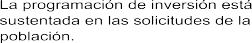 La programación de inversión está
sustentada en las solicitudes de la
población.